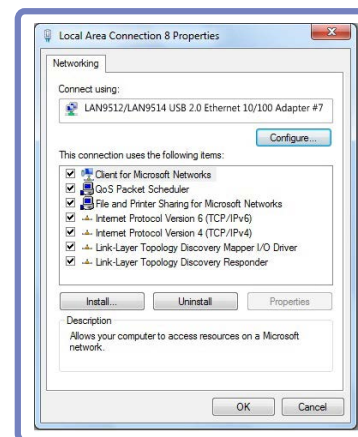 Local Area Connection 8 Properties
Networking
Connect using:
LAN9512/LAN9514 USB 2.0 Ethernet 10/100 Adapter #7
Configure...
This connection uses the following items:
Client for Microsoft Networks
QoS Packet Scheduler
File and Printer Sharing for Microsoft Networks
Internet Protocol Version 6 (TCP/IPv6)
Internet Protocol Version 4 (TCP/IPv4)
Link-Layer Topology Discovery Mapper I/O Driver
Link-Layer Topology Discovery Responder
Install... Uninstall Properties
Description
Allows your computer to access resources on a Microsoft
network.
OK Cancel